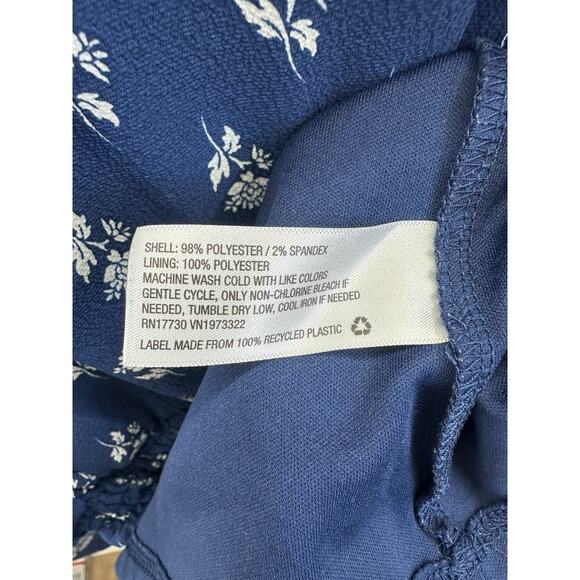 SHELL: 98% POLYESTER / 2% SPANDEX
LINING: 100% POLYESTER
MACHINE WASH COLD WITH LIKE COLORS
GENTLE CYCLE, ONLY NON-CHLORINE BLEACH IF
NEEDED, TUMBLE DRY LOW, COOL IRON IF NEEDED
RN17730 VN1973322
LABEL MADE FROM 100% RECYCLED PLASTIC